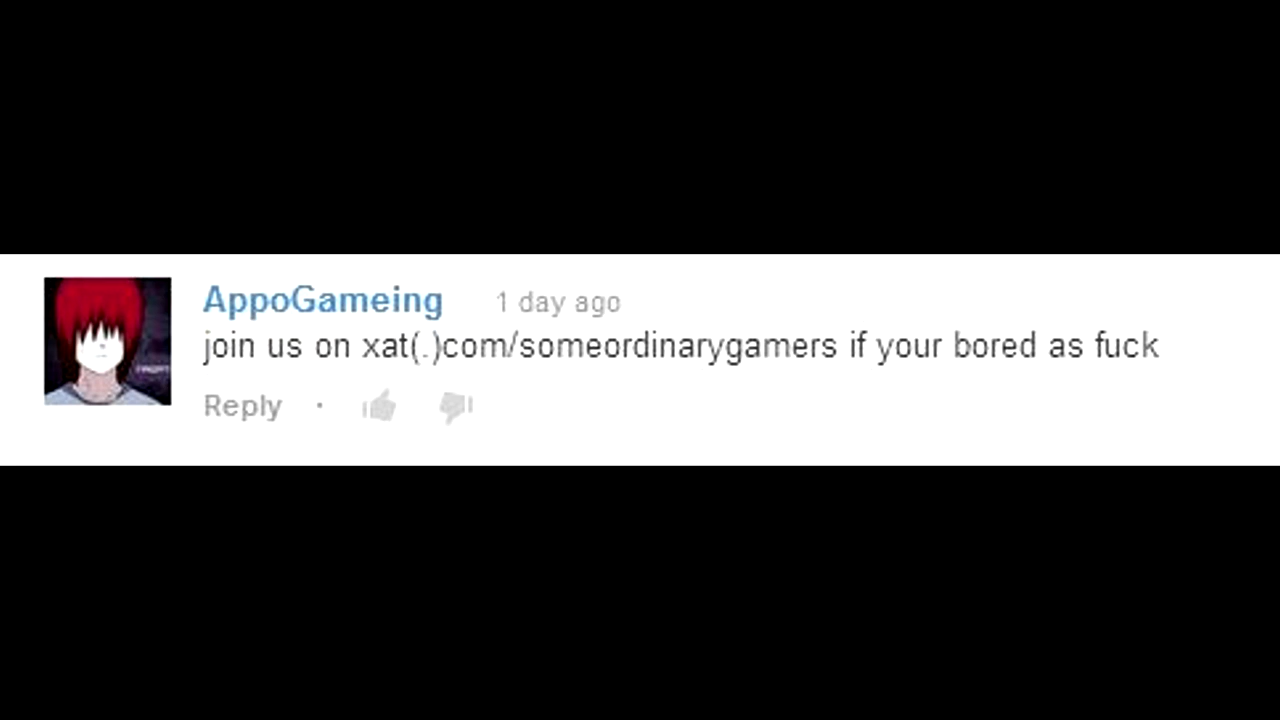 AppoGameing 1 day ago
join us on xat(.)com/someordinarygamers if your bored as fuck
Reply ·